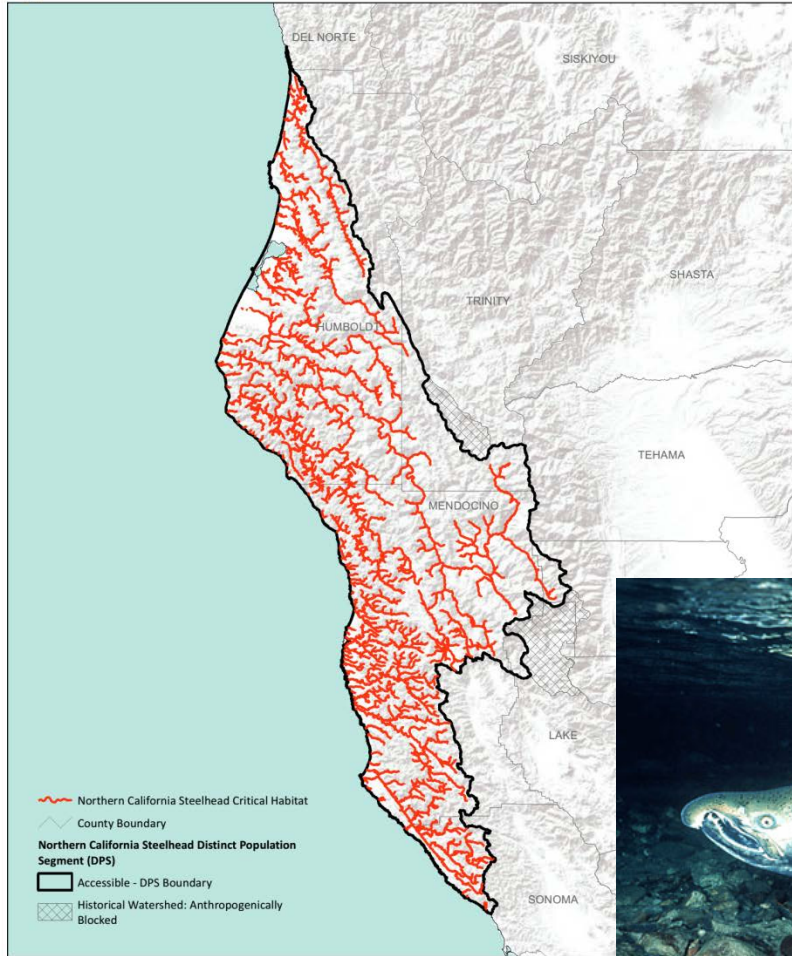 DEL NORTE
SISKIYOU
SHASTA
TRINITY
HUMBOLDT
TEHAMA
MENDOCINO
LAKE
Northern California Steelhead Critical Habitat
County Boundary
Northern California Steelhead Distinct Population
Segment (DPS)
Accessible - DPS Boundary
Historical Watershed: Anthropogenically
Blocked
SONOMA